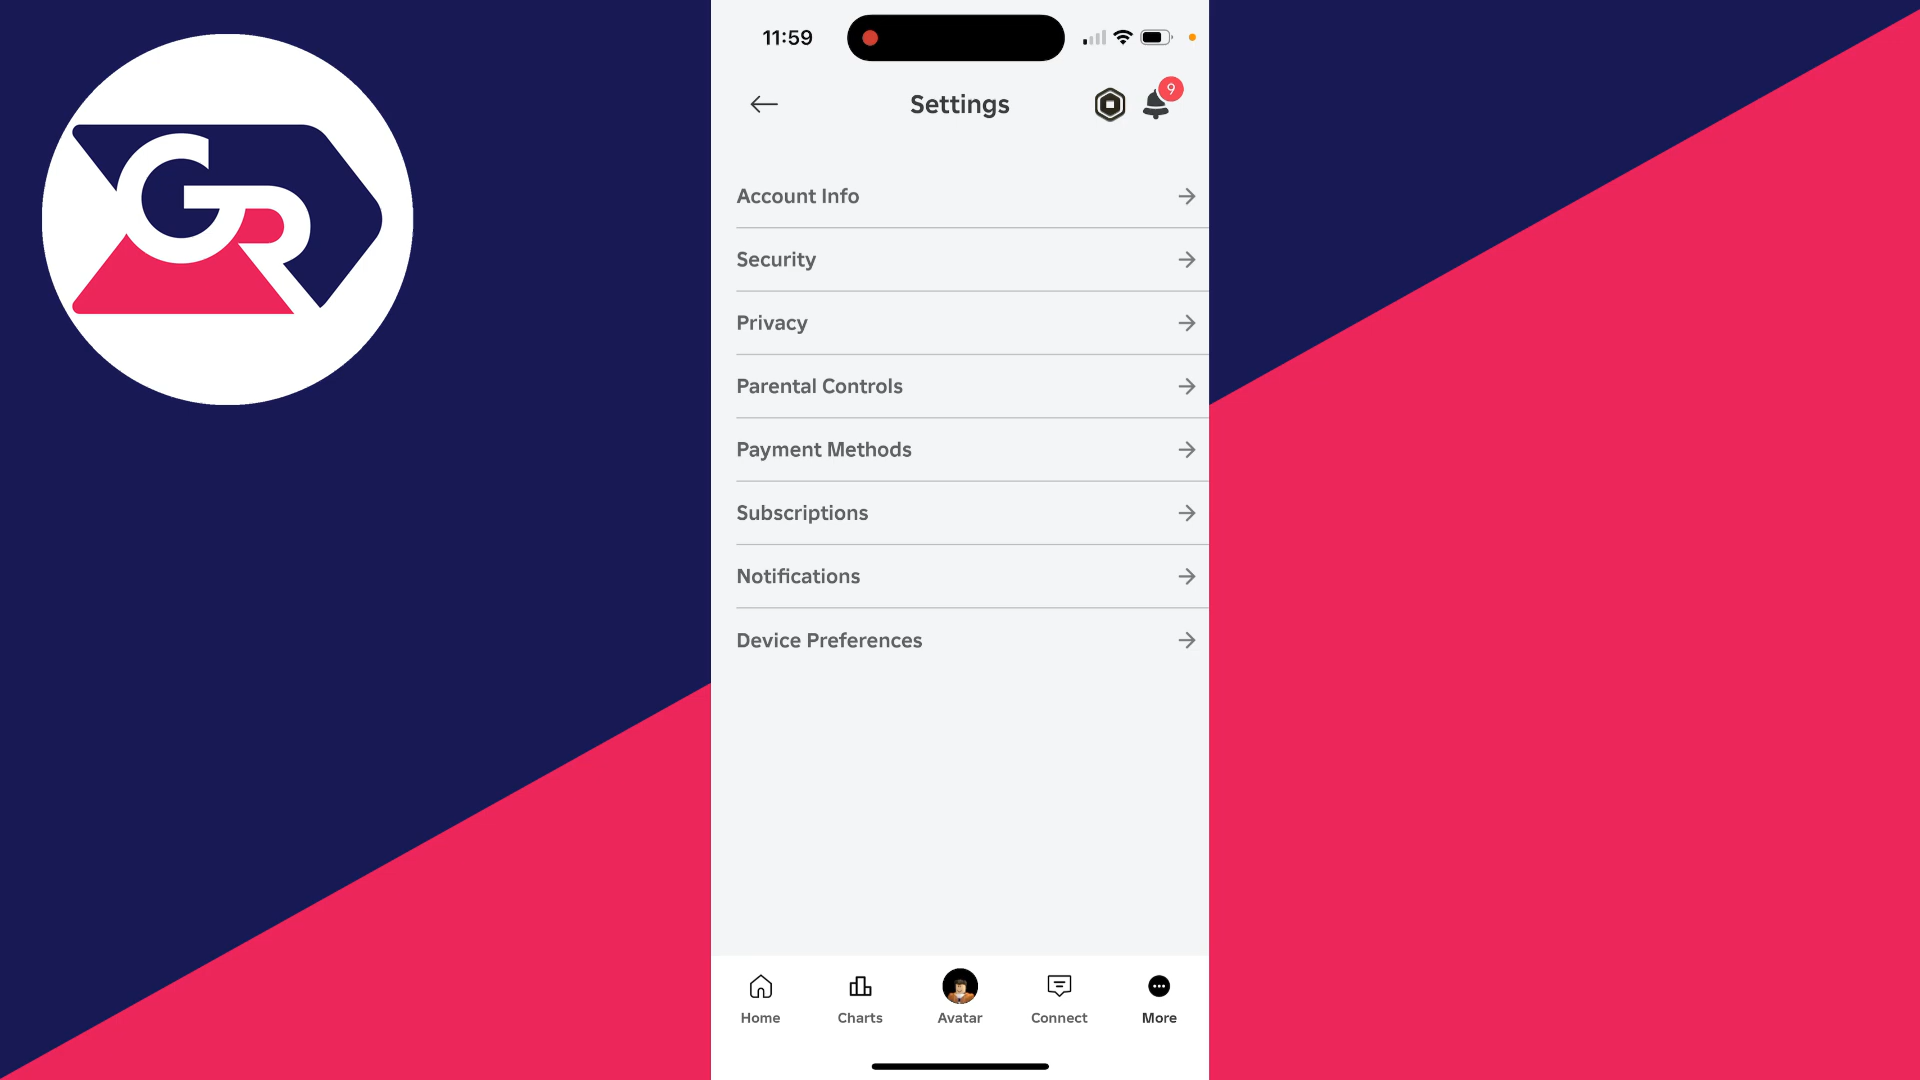 GR
11:59
Settings
9
Account Info
Security
Privacy
Parental Controls
Payment Methods
Subscriptions
Notifications
Device Preferences
Home
Charts
Avatar
Connect
More